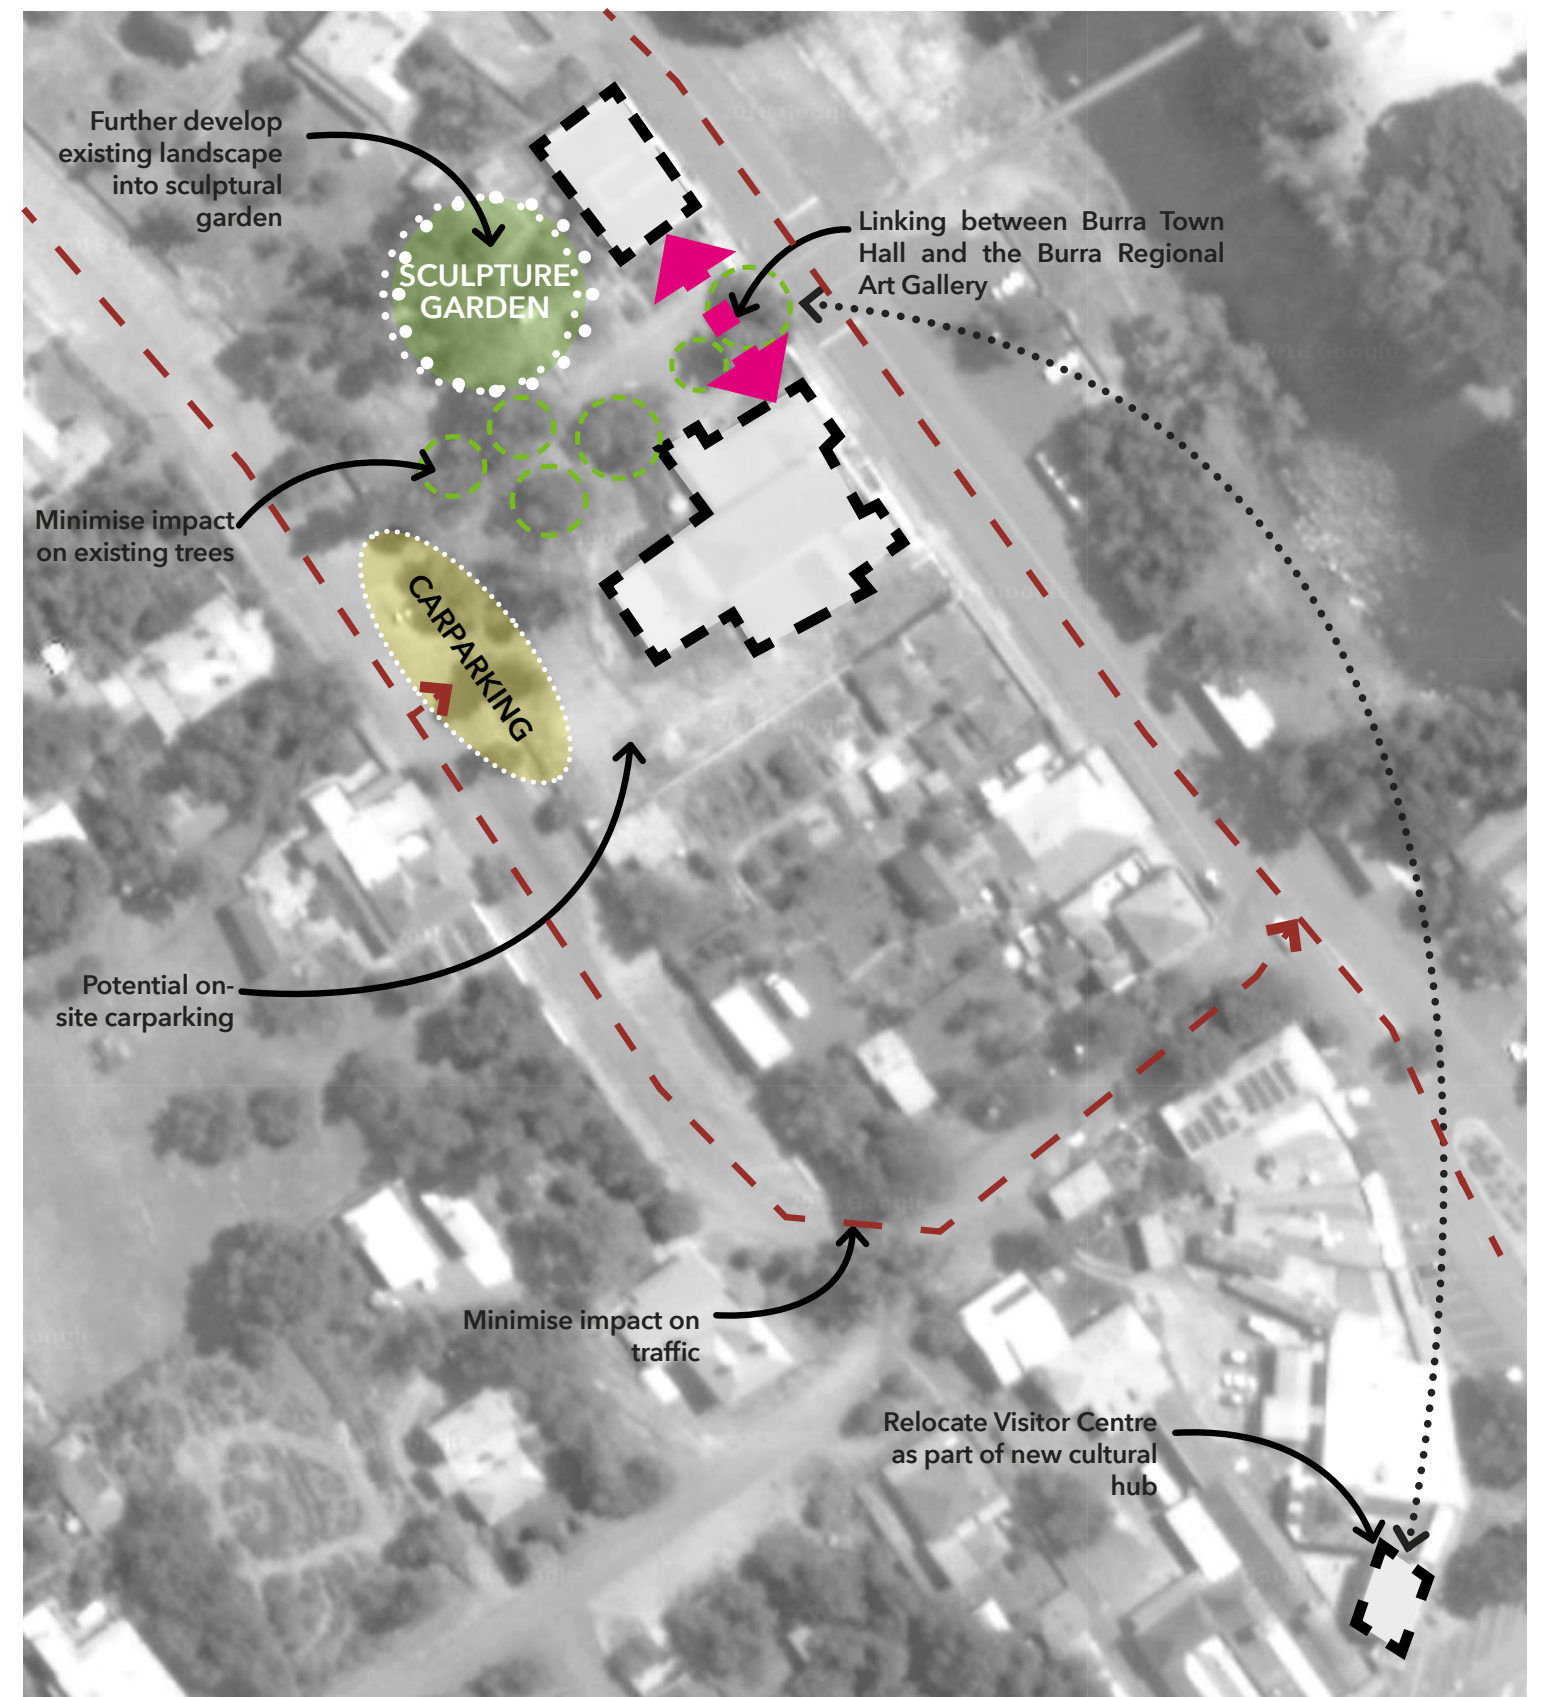 Further develop
existing landscape
into sculptural
garden
SCULPTURE
GARDEN
Linking between Burra Town
Hall and the Burra Regional
Art Gallery
Minimise impact
on existing trees
CARPARKING
Potential on-
site carparking
Minimise impact on
traffic
Relocate Visitor Centre
as part of new cultural
hub